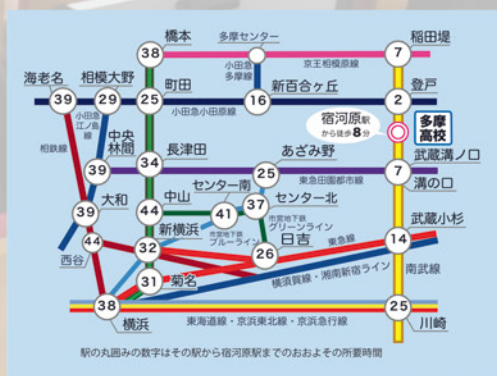 橋本
多摩センター
稲田堤
38
7
小田急
多摩線
京王相模原線
海老名
相模大野
町田
新百合ヶ丘
登戸
39
29
25
16
2
小田急
江ノ島
線
小田急小田原線
宿河原駅
から徒歩8分
多摩
高校
相鉄線
中央
林間
長津田
あざみ野
武蔵溝ノ口
39
34
25
7
東急田園都市線
溝の口
大和
中山
センター南
センター北
39
44
41
37
武蔵小杉
新横浜
市営地下鉄
ブルーライン
市営地下鉄
グリーンライン
日吉
東急線
14
44
32
26
西谷
31
菊名
横須賀線・湘南新宿ライン
南武線
38
横浜
東海道線・京浜東北線・京浜急行線
25
川崎
駅の丸囲みの数字はその駅から宿河原駅までのおおよその所要時間